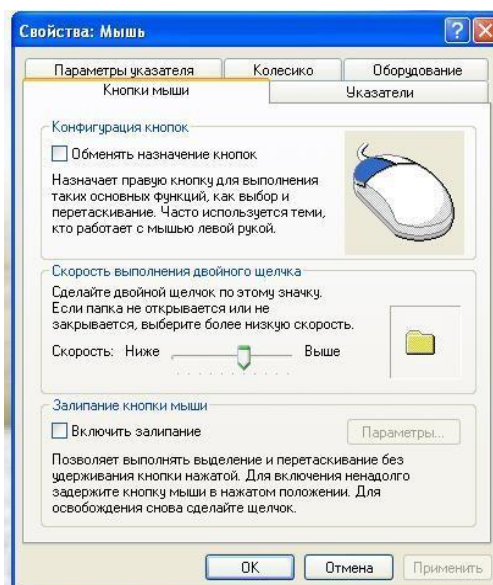 Свойства: Мышь
Параметры указателя Колесико Оборудование
Кнопки мыши Указатели
Конфигурация кнопок
Обменять назначение кнопок
Назначает правую кнопку для выполнения
таких основных функций, как выбор и
перетаскивание. Часто используется теми,
кто работает с мышью левой рукой.
Скорость выполнения двойного щелчка
Сделайте двойной щелчок по этому значку.
Если папка не открывается или не
закрывается, выберите более низкую скорость.
Скорость: Ниже Выше
Залипание кнопки мыши
Включить залипание Параметры...
Позволяет выполнять выделение и перетаскивание без
удерживания кнопки нажатой. Для включения ненадолго
задержите кнопку мыши в нажатом положении. Для
освобождения снова сделайте щелчок.
OK Отмена Применить